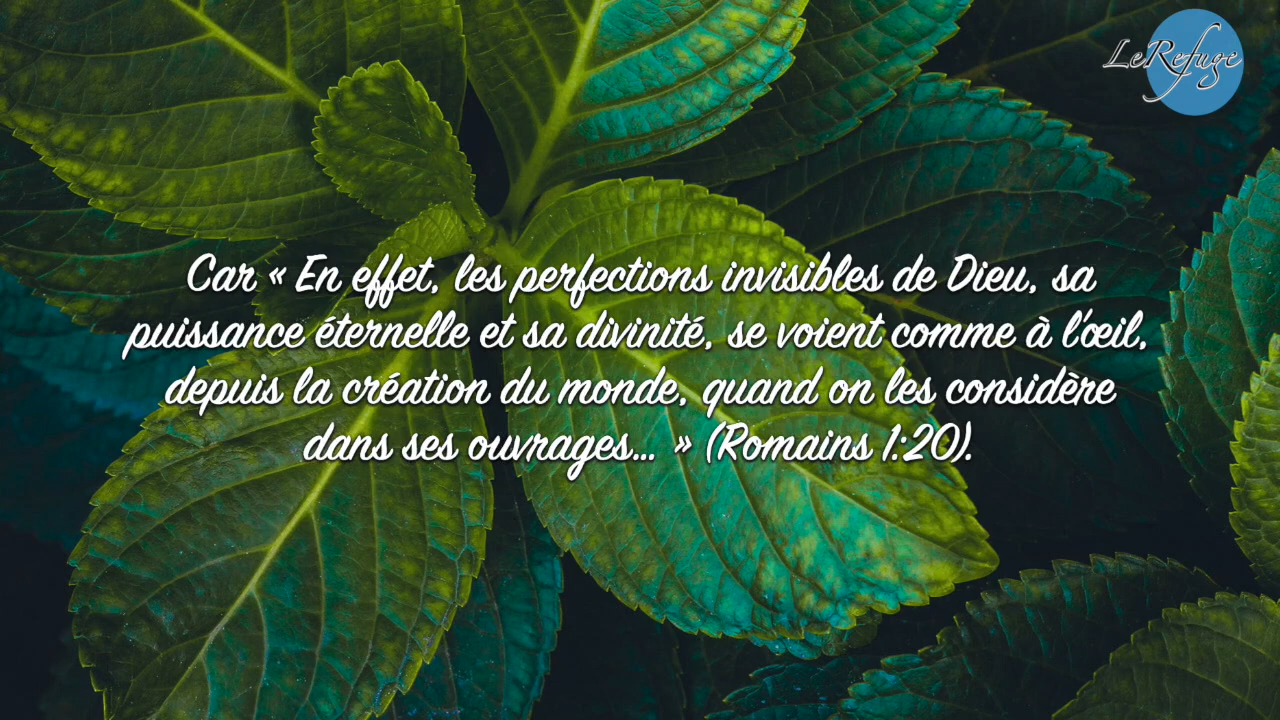 LeRefuge
Car « En effet, les perfections invisibles de Dieu, sa
puissance éternelle et sa divinité, se voient comme à l'œil,
depuis la création du monde, quand on les considère
dans ses ouvrages... » (Romains 1:20).